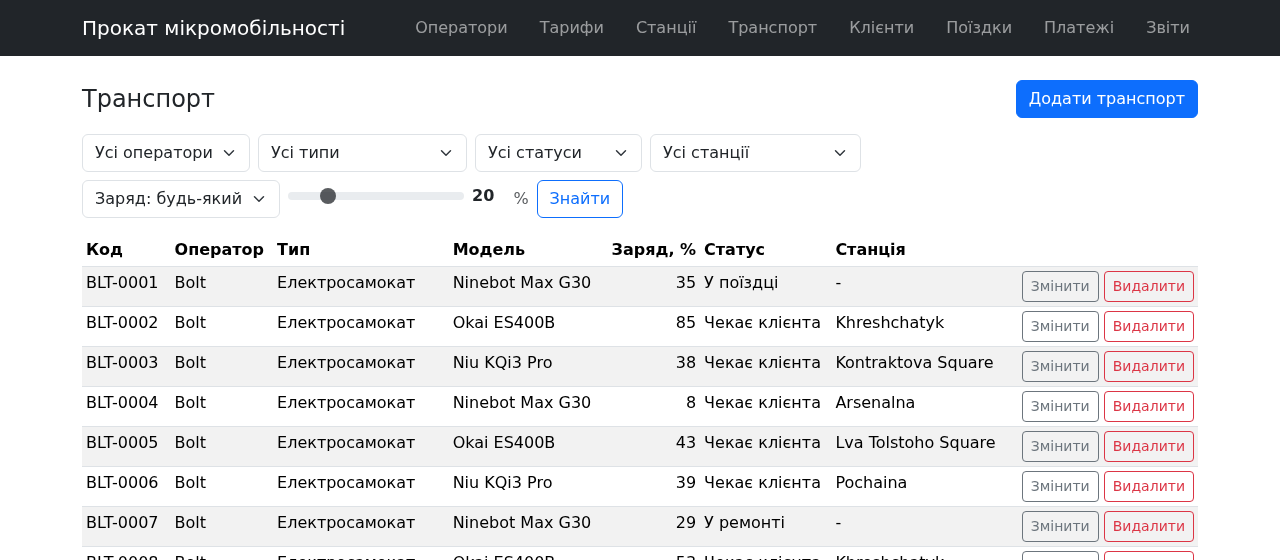 Прокат мікромобільності Оператори Тарифи Станції Транспорт Клієнти Поїздки Платежі Звіти
Транспорт Додати транспорт
Усі оператори Усі типи Усі статуси Усі станції
Заряд: будь-який 20 % Знайти
Код Оператор Тип Модель Заряд, % Статус Станція
BLT-0001 Bolt Електросамокат Ninebot Max G30 35 У поїздці - Змінити Видалити
BLT-0002 Bolt Електросамокат Okai ES400B 85 Чекає клієнта Khreshchatyk Змінити Видалити
BLT-0003 Bolt Електросамокат Niu KQi3 Pro 38 Чекає клієнта Kontraktova Square Змінити Видалити
BLT-0004 Bolt Електросамокат Ninebot Max G30 8 Чекає клієнта Arsenalna Змінити Видалити
BLT-0005 Bolt Електросамокат Okai ES400B 43 Чекає клієнта Lva Tolstoho Square Змінити Видалити
BLT-0006 Bolt Електросамокат Niu KQi3 Pro 39 Чекає клієнта Pochaina Змінити Видалити
BLT-0007 Bolt Електросамокат Ninebot Max G30 29 У ремонті - Змінити Видалити